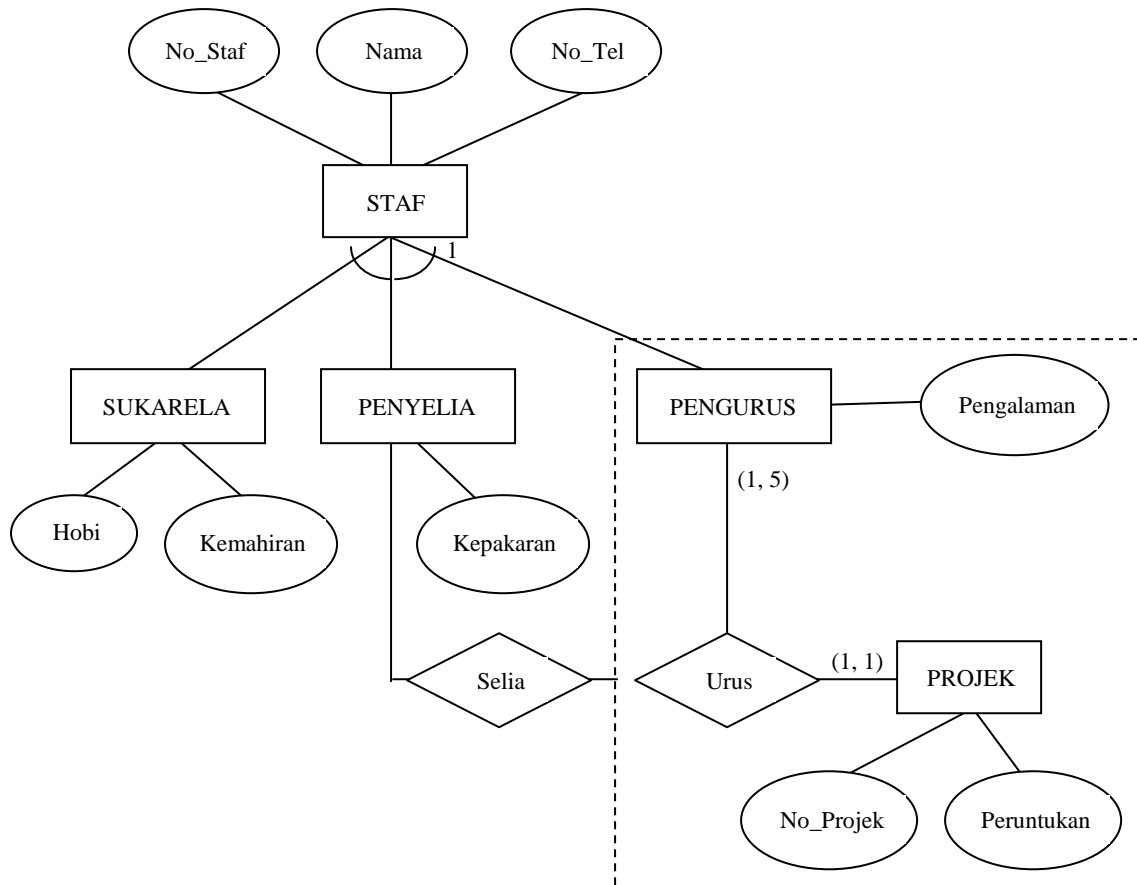 No_Staf
Nama
No_Tel
STAF
1
SUKARELA
PENYELIA
PENGURUS
Pengalaman
(1, 5)
Hobi
Kemahiran
Kepakaran
Selia
Urus
(1, 1)
PROJEK
No_Projek
Peruntukan